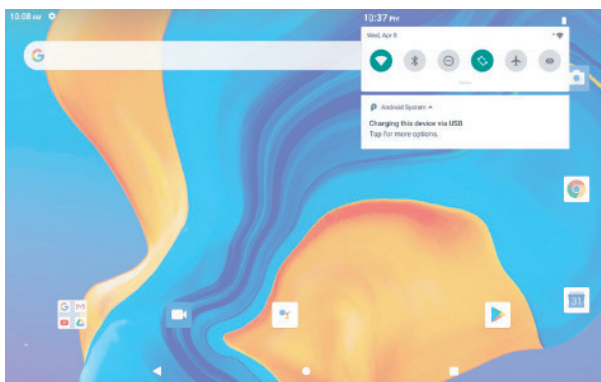 10:08 AM
10:37 PM
Wed, Apr 8
Android System
Charging this device via USB
Tap for more options.
G
G M
31